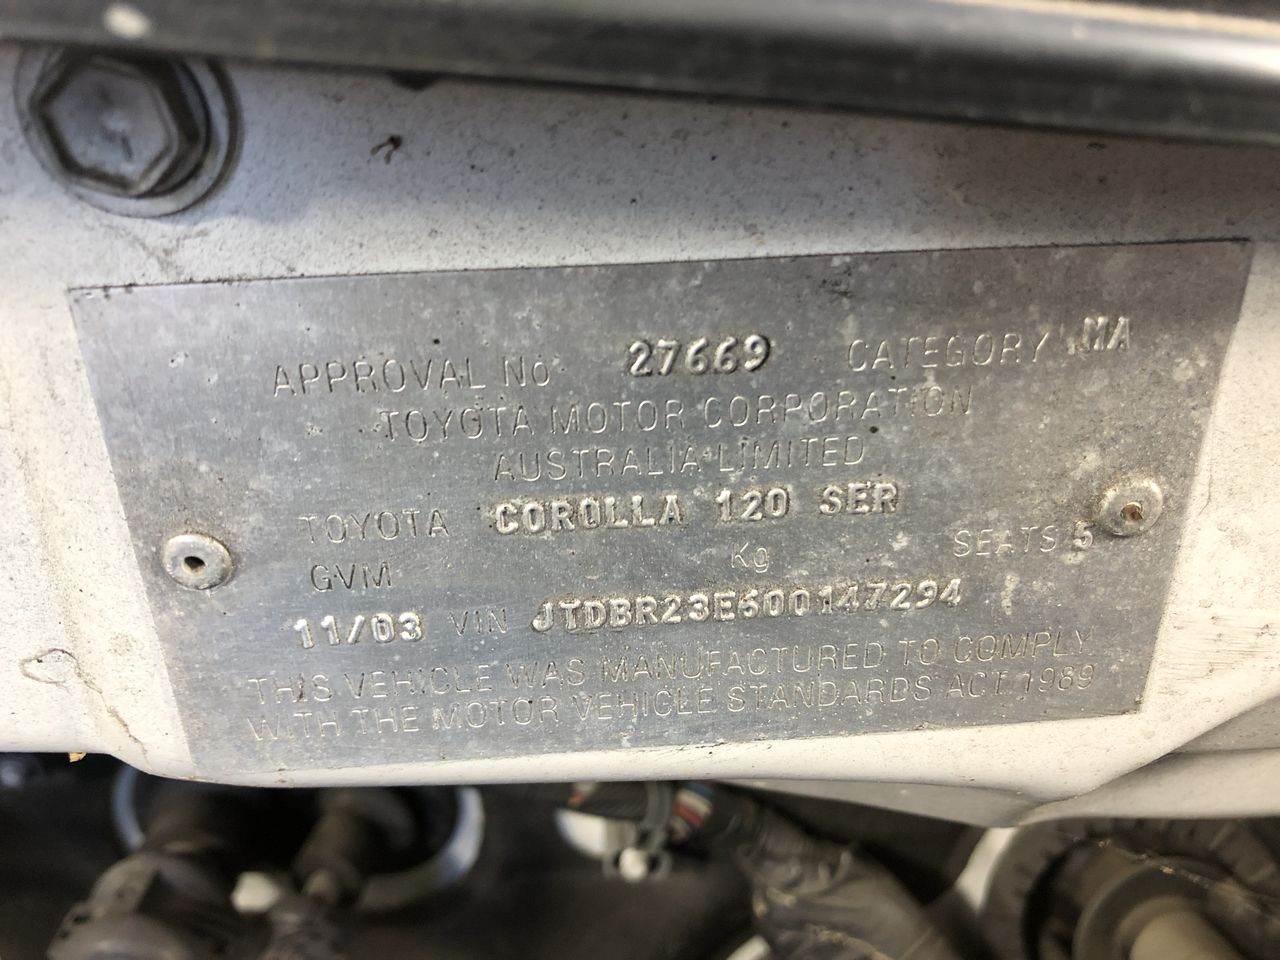 APPROVAL No 27669 CATEGORY MA
TOYOTA MOTOR CORPORATION
AUSTRALIA LIMITED
TOYOTA COROLLA 120 SER
GVM Kg SEATS 5
11/03 VIN JTDBR23E600147294
THIS VEHICLE WAS MANUFACTURED TO COMPLY
WITH THE MOTOR VEHICLE STANDARDS ACT 1989